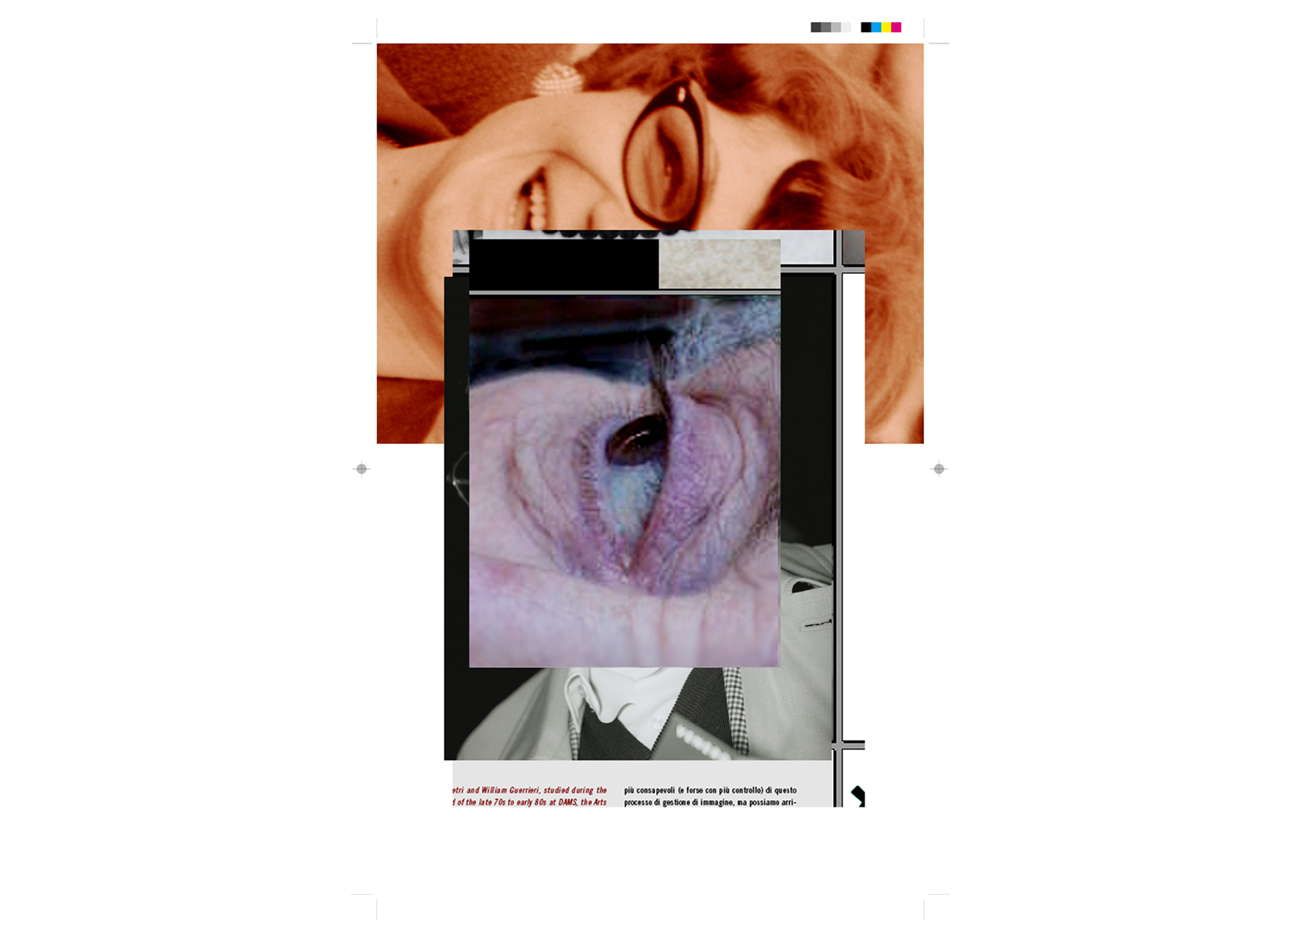 etri and William Guerrieri, studied during the
d of the late 70s to early 80s at DAMS, the Arts
più consapevoli (e forse con più controllo) di questo
processo di gestione di immagine, ma possiamo arri-